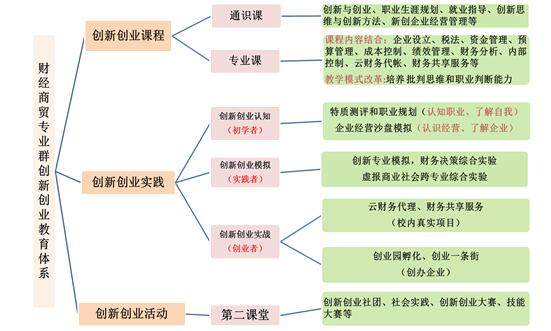 财经商贸专业群创新创业教育体系
创新创业课程
通识课
创新与创业、职业生涯规划、就业指导、创新思
维与创新方法、新创企业经营管理等
专业课
课程内容结合：企业设立、税法、资金管理、预
算管理、成本控制、绩效管理、财务分析、内部
控制、云财务代帐、财务共享服务等
教学模式改革:培养批判思维和职业判断能力
创新创业实践
创新创业认知
（初学者）
特质测评和职业规划（认知职业、了解自我）
企业经营沙盘模拟（认识经营、了解企业）
创新创业模拟
（实践者）
创新专业模拟，财务决策综合实验
虚报商业社会跨专业综合实验
创新创业实战
（创业者）
云财务代理、财务共享服务
（校内真实项目）
创业园孵化、创业一条街
（创办企业）
创新创业活动
第二课堂
创新创业社团、社会实践、创新创业大赛、技能
大赛等